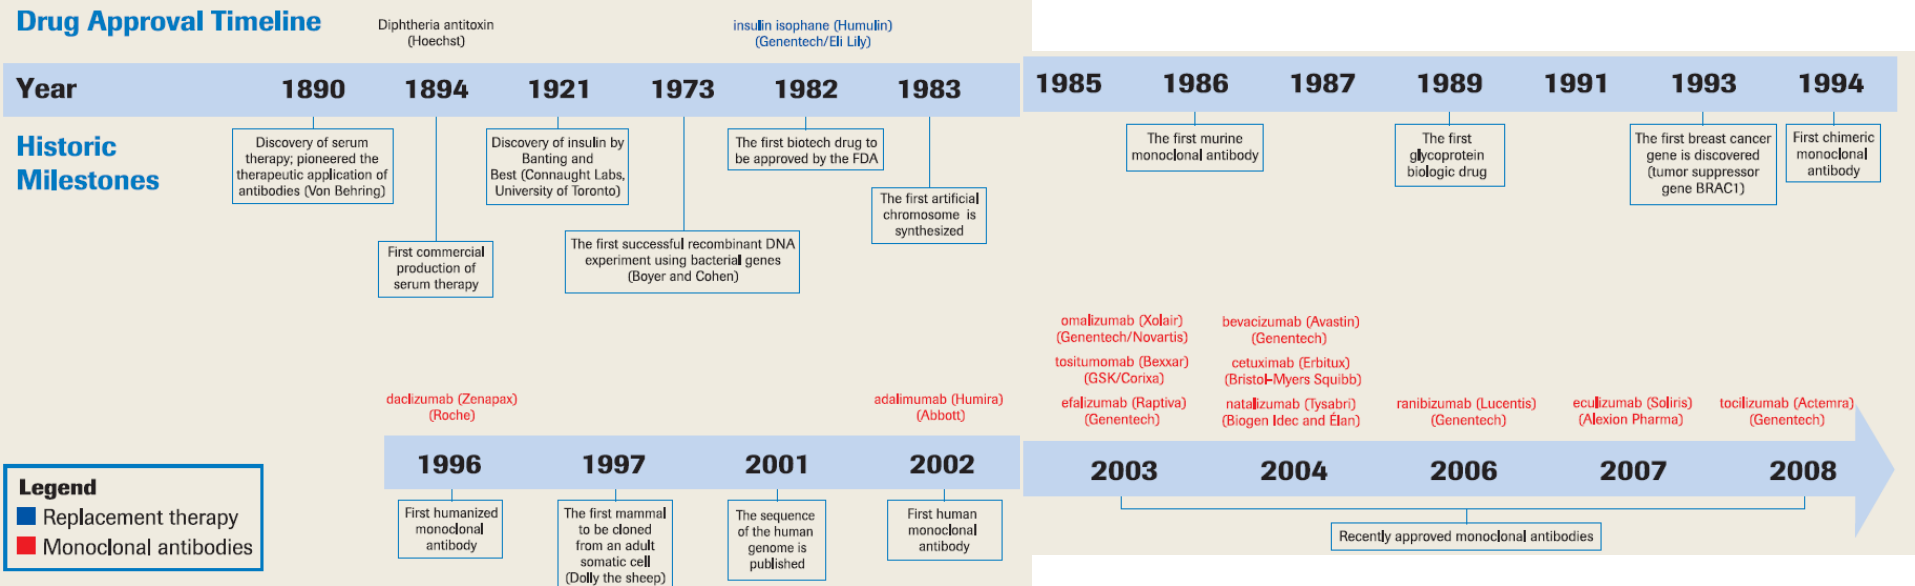 Drug Approval Timeline
Diphtheria antitoxin
(Hoechst)
insulin isophane (Humulin)
(Genentech/Eli Lily)
Year
1890
1894
1921
1973
1982
1983
1985
1986
1987
1989
1991
1993
1994
Historic
Milestones
Discovery of serum
therapy; pioneered the
therapeutic application of
antibodies (Von Behring)
First commercial
production of
serum therapy
Discovery of insulin by
Banting and
Best (Connaught Labs,
University of Toronto)
The first successful recombinant DNA
experiment using bacterial genes
(Boyer and Cohen)
The first biotech drug to
be approved by the FDA
The first artificial
chromosome is
synthesized
The first murine
monoclonal antibody
The first
glycoprotein
biologic drug
The first breast cancer
gene is discovered
(tumor suppressor
gene BRAC1)
First chimeric
monoclonal
antibody
daclizumab (Zenapax)
(Roche)
adalimumab (Humira)
(Abbott)
omalizumab (Xolair)
(Genentech/Novartis)
tositumomab (Bexxar)
(GSK/Corixa)
efalizumab (Raptiva)
(Genentech)
bevacizumab (Avastin)
(Genentech)
cetuximab (Erbitux)
(Bristol-Myers Squibb)
natalizumab (Tysabri)
(Biogen Idec and Élan)
ranibizumab (Lucentis)
(Genentech)
eculizumab (Soliris)
(Alexion Pharma)
tocilizumab (Actemra)
(Genentech)
1996
1997
2001
2002
2003
2004
2006
2007
2008
First humanized
monoclonal
antibody
The first mammal
to be cloned
from an adult
somatic cell
(Dolly the sheep)
The sequence
of the human
genome is
published
First human
monoclonal
antibody
Recently approved monoclonal antibodies
Legend
Replacement therapy
Monoclonal antibodies